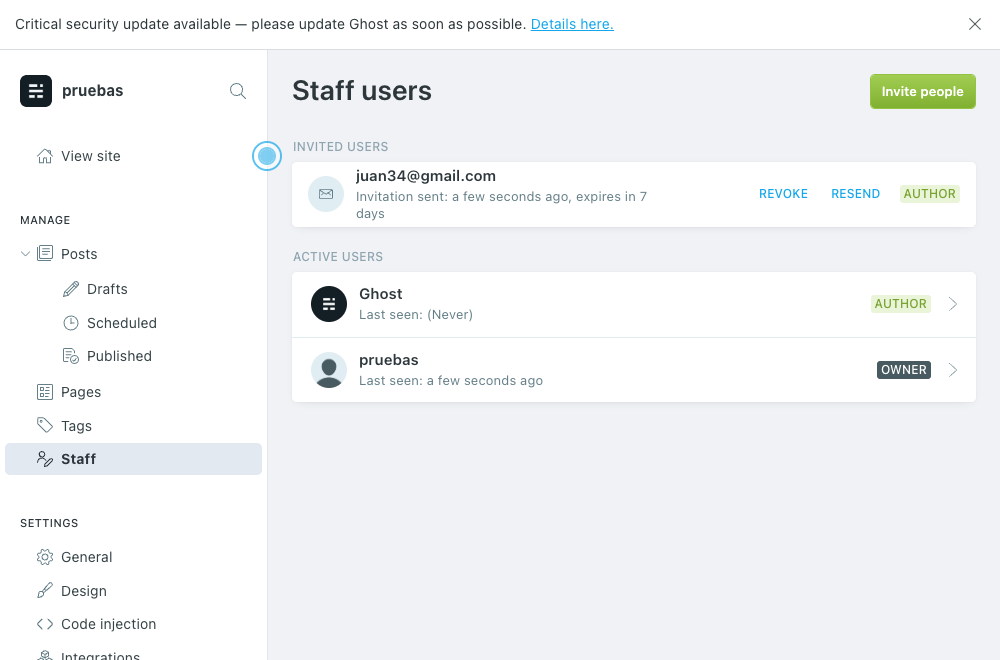 Critical security update available — please update Ghost as soon as possible. Details here.
pruebas
View site
MANAGE
Posts
Drafts
Scheduled
Published
Pages
Tags
Staff
SETTINGS
General
Design
Code injection
Integrations
Staff users
Invite people
INVITED USERS
juan34@gmail.com
Invitation sent: a few seconds ago, expires in 7
days
REVOKE RESEND AUTHOR
ACTIVE USERS
Ghost
Last seen: (Never)
AUTHOR
pruebas
Last seen: a few seconds ago
OWNER